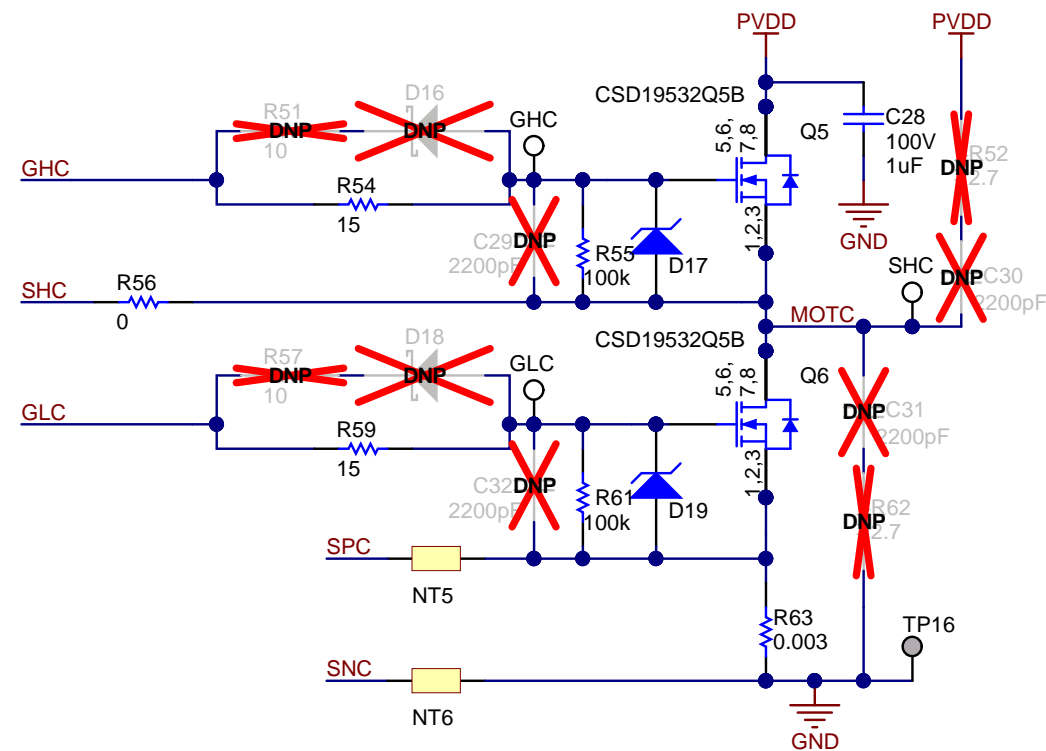 PVDD
PVDD
CSD19532Q5B
R51
DNP
10
D16
DNP
GHC
5,6,
7,8
Q5
C28
100V
1uF
R52
DNP
2.7
GHC
R54
15
C29
DNP
2200pF
R55
100k
D17
1,2,3
GND
SHC
C30
2200pF
DNP
SHC
R56
0
MOTC
CSD19532Q5B
R57
DNP
10
D18
DNP
GLC
5,6,
7,8
Q6
C31
DNP
2200pF
GLC
R59
15
C32
DNP
2200pF
R61
100k
D19
1,2,3
R62
DNP
2.7
SPC
NT5
R63
0.003
TP16
SNC
NT6
GND